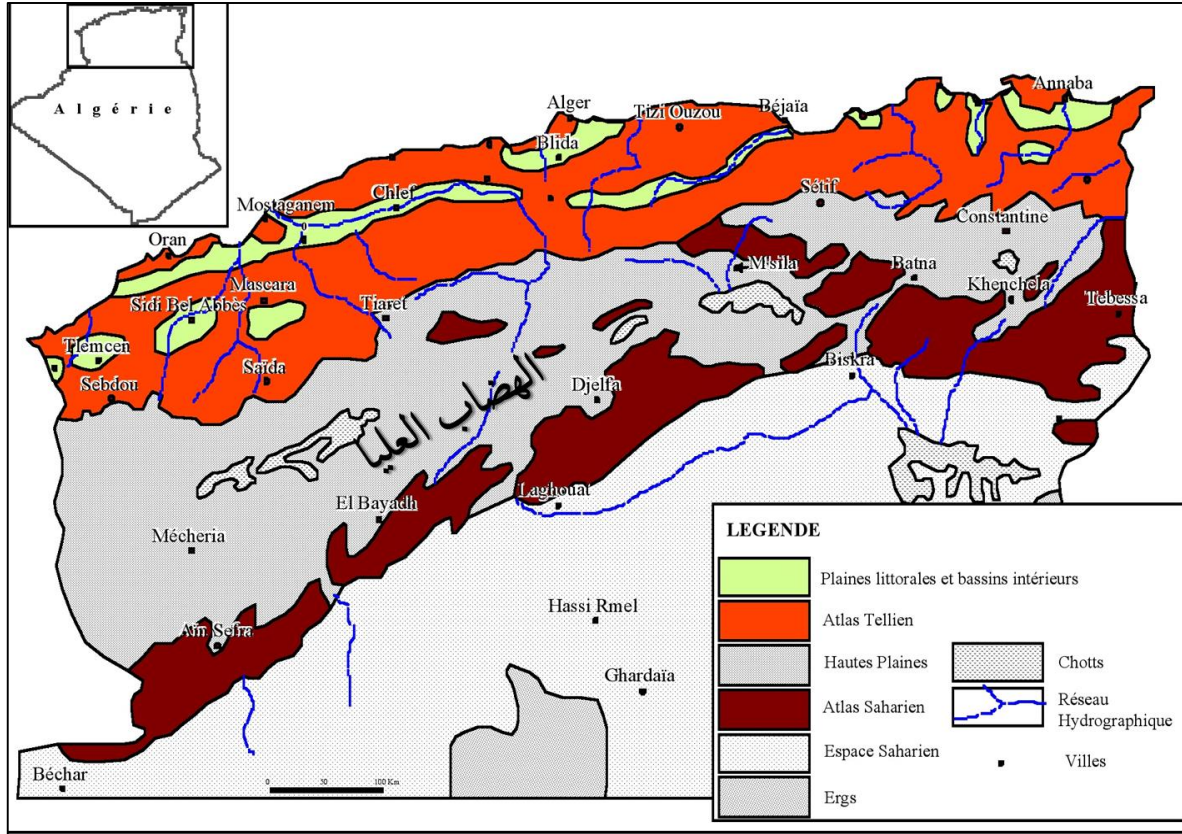 Algérie
Annaba
Alger
Tizi Ouzou
Béjaïa
Blida
Sétif
Chlef
Mostaganem
Constantine
Oran
M'sila
Batna
Mascara
Khenchela
Sidi Bel Abbès
Tiaret
Tebessa
Tlemcen
Saïda
Biskra
Sebdou
Djelfa
الهضاب العليا
El Bayadh
Laghouat
Mécheria
Hassi Rmel
Aïn Sefra
Ghardaïa
Béchar
0 50 100 Km
LEGENDE
Plaines littorales et bassins intérieurs
Atlas Tellien
Hautes Plaines
Atlas Saharien
Espace Saharien
Ergs
Chotts
Réseau
Hydrographique
Villes